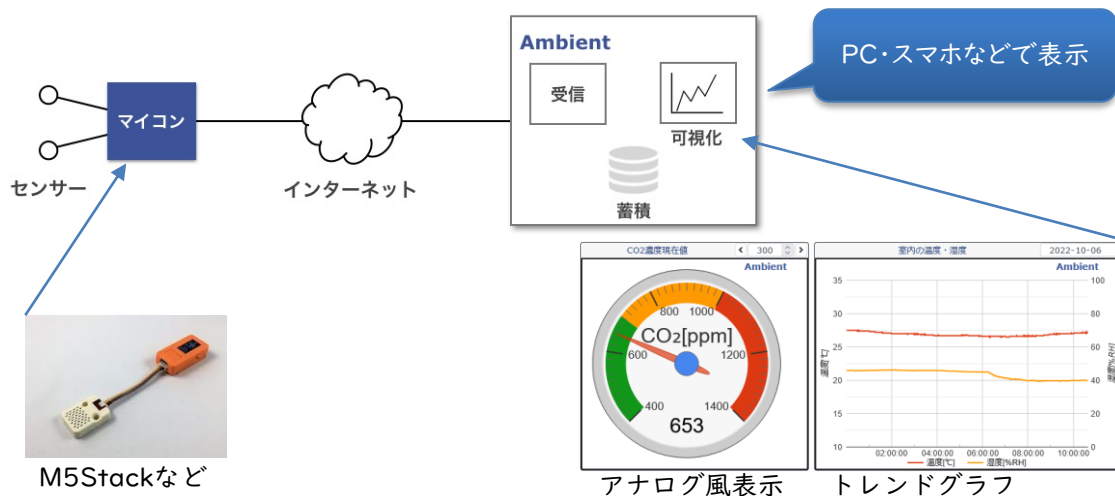 Ambient
受信
可視化
蓄積
PC・スマホなどで表示
マイコン
センサー
インターネット
M5Stackなど
CO2濃度現在値
300
Ambient
400
600
800
1000
1200
1400
CO2[ppm]
653
アナログ風表示
室内の温度・湿度
2022-10-06
Ambient
35
30
25
20
15
10
温度[℃]
100
80
60
40
20
0
湿度[%RH]
02:00:00 04:00:00 06:00:00 08:00:00 10:00:00
温度[℃] 湿度[%RH]
トレンドグラフ